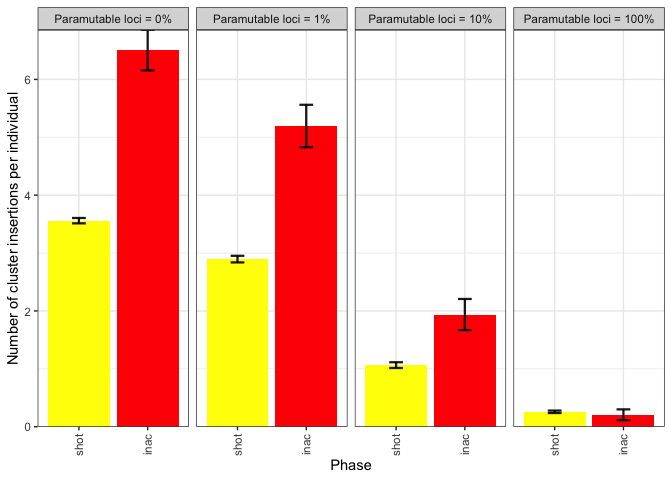 Paramutable loci = 0%
Paramutable loci = 1%
Paramutable loci = 10%
Paramutable loci = 100%
Number of cluster insertions per individual
6
4
2
0
shot
inac
shot
inac
shot
inac
shot
inac
Phase